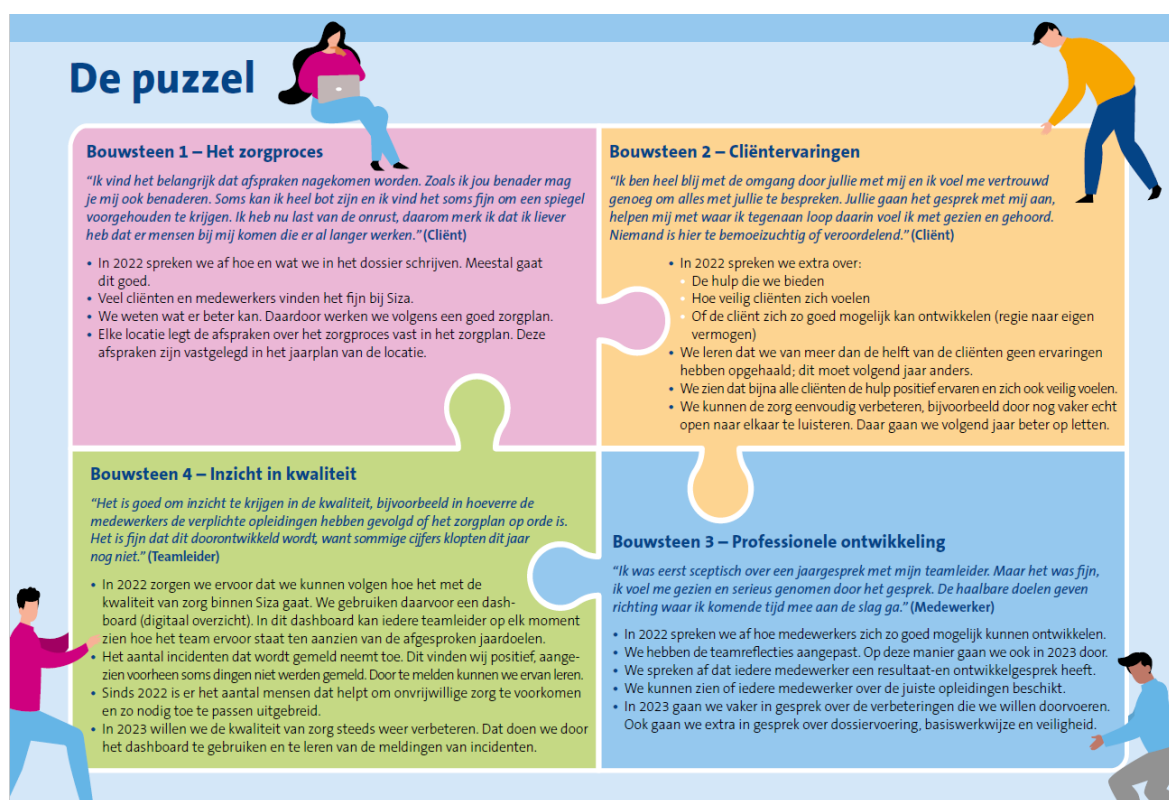 De puzzel
Bouwsteen 1 – Het zorgproces
“Ik vind het belangrijk dat afspraken nagekomen worden. Zoals ik jou benader mag
je mij ook benaderen. Soms kan ik heel bot zijn en ik vind het soms fijn om een spiegel
voorgehouden te krijgen. Ik heb nu last van de onrust, daarom merk ik dat ik liever
heb dat er mensen bij mij komen die er al langer werken.” (Cliënt)
• In 2022 spreken we af hoe en wat we in het dossier schrijven. Meestal gaat
dit goed.
• Veel cliënten en medewerkers vinden het fijn bij Siza.
• We weten wat er beter kan. Daardoor werken we volgens een goed zorgplan.
• Elke locatie legt de afspraken over het zorgproces vast in het zorgplan. Deze
afspraken zijn vastgelegd in het jaarplan van de locatie.
Bouwsteen 2 – Cliëntervaringen
“Ik ben heel blij met de omgang door jullie met mij en ik voel me vertrouwd
genoeg om alles met jullie te bespreken. Jullie gaan het gesprek met mij aan,
helpen mij met waar ik tegenaan loop daarin voel ik met gezien en gehoord.
Niemand is hier te bemoeizuchtig of veroordelend.” (Cliënt)
• In 2022 spreken we extra over:
• De hulp die we bieden
• Hoe veilig cliënten zich voelen
• Of de cliënt zich zo goed mogelijk kan ontwikkelen (regie naar eigen
vermogen)
• We leren dat we van meer dan de helft van de cliënten geen ervaringen
hebben opgehaald; dit moet volgend jaar anders.
• We zien dat bijna alle cliënten de hulp positief ervaren en zich ook veilig voelen.
• We kunnen de zorg eenvoudig verbeteren, bijvoorbeeld door nog vaker echt
open naar elkaar te luisteren. Daar gaan we volgend jaar beter op letten.
Bouwsteen 4 – Inzicht in kwaliteit
“Het is goed om inzicht te krijgen in de kwaliteit, bijvoorbeeld in hoeverre de
medewerkers de verplichte opleidingen hebben gevolgd of het zorgplan op orde is.
Het is fijn dat dit doorontwikkeld wordt, want sommige cijfers klopten dit jaar
nog niet.” (Teamleider)
• In 2022 zorgen we ervoor dat we kunnen volgen hoe het met de
kwaliteit van zorg binnen Siza gaat. We gebruiken daarvoor een dash-
board (digitaal overzicht). In dit dashboard kan iedere teamleider op elk moment
zien hoe het team ervoor staat ten aanzien van de afgesproken jaardoelen.
• Het aantal incidenten dat wordt gemeld neemt toe. Dit vinden wij positief, aange-
zien voorheen soms dingen niet werden gemeld. Door te melden kunnen we ervan leren.
• Sinds 2022 is er het aantal mensen dat helpt om onvrijwillige zorg te voorkomen
en zo nodig toe te passen uitgebreid.
• In 2023 willen we de kwaliteit van zorg steeds weer verbeteren. Dat doen we door
het dashboard te gebruiken en te leren van de meldingen van incidenten.
Bouwsteen 3 – Professionele ontwikkeling
“Ik was eerst sceptisch over een jaargesprek met mijn teamleider. Maar het was fijn,
ik voel me gezien en serieus genomen door het gesprek. De haalbare doelen geven
richting waar ik komende tijd mee aan de slag ga.” (Medewerker)
• In 2022 spreken we af hoe medewerkers zich zo goed mogelijk kunnen ontwikkelen.
• We hebben de teamreflecties aangepast. Op deze manier gaan we ook in 2023 door.
• We spreken af dat iedere medewerker een resultaat-en ontwikkelgesprek heeft.
• We kunnen zien of iedere medewerker over de juiste opleidingen beschikt.
• In 2023 gaan we vaker in gesprek over de verbeteringen die we willen doorvoeren.
Ook gaan we extra in gesprek over dossiervoering, basiswerkwijze en veiligheid.